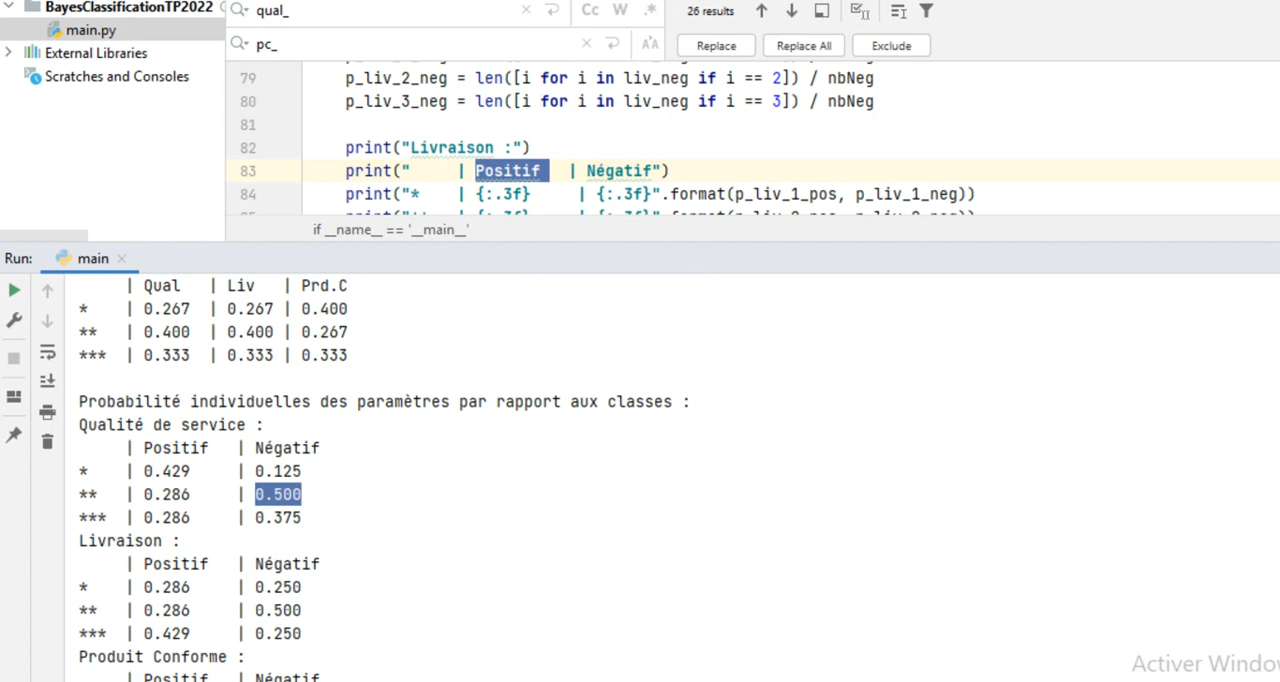 BayesClassificationTP2022
main.py
External Libraries
Scratches and Consoles
qual_
Cc W .*
26 results
pc_
Replace
Replace All
Exclude
79 p_liv_2_neg = len([i for i in liv_neg if i == 2]) / nbNeg
80 p_liv_3_neg = len([i for i in liv_neg if i == 3]) / nbNeg
81
82 print("Livraison :")
83 print(" | Positif | Négatif")
84 print("* | {:.3f} | {:.3f}".format(p_liv_1_pos, p_liv_1_neg))
if __name__ == '__main__'
Run: main
| Qual | Liv | Prd.C
* | 0.267 | 0.267 | 0.400
** | 0.400 | 0.400 | 0.267
*** | 0.333 | 0.333 | 0.333
Probabilité individuelles des paramètres par rapport aux classes :
Qualité de service :
| Positif | Négatif
* | 0.429 | 0.125
** | 0.286 | 0.500
*** | 0.286 | 0.375
Livraison :
| Positif | Négatif
* | 0.286 | 0.250
** | 0.286 | 0.500
*** | 0.429 | 0.250
Produit Conforme :
| Positif | Négatif
Activer Window